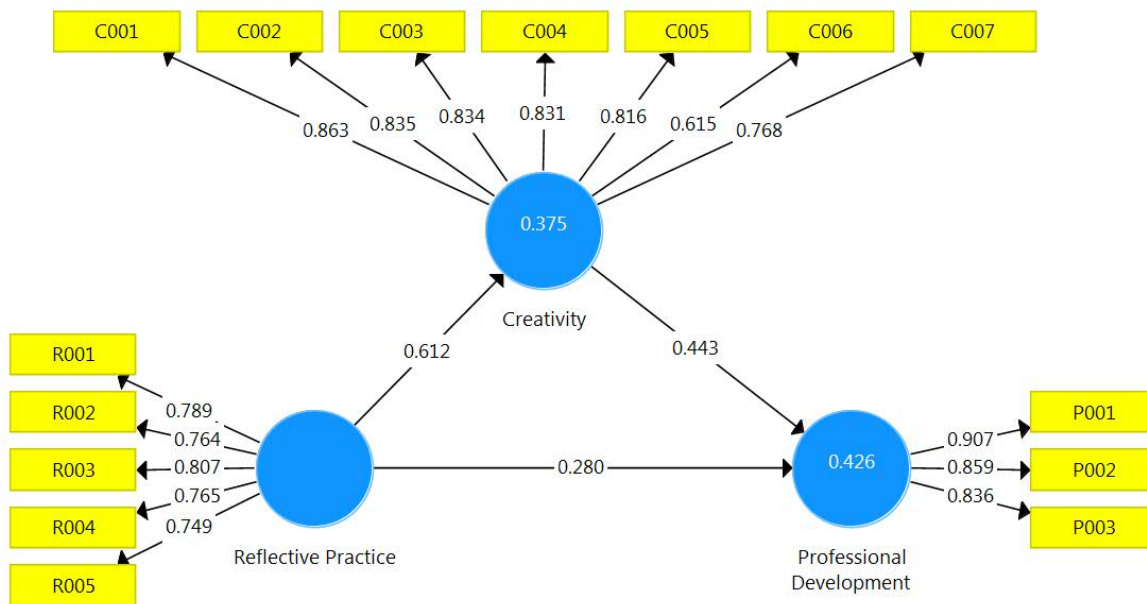 C001
C002
C003
C004
C005
C006
C007
0.863
0.835
0.834
0.831
0.816
0.615
0.768
0.375
Creativity
0.612
0.443
R001
R002
R003
R004
R005
0.789
0.764
0.807
0.765
0.749
Reflective Practice
0.280
0.426
Professional
Development
0.907
0.859
0.836
P001
P002
P003